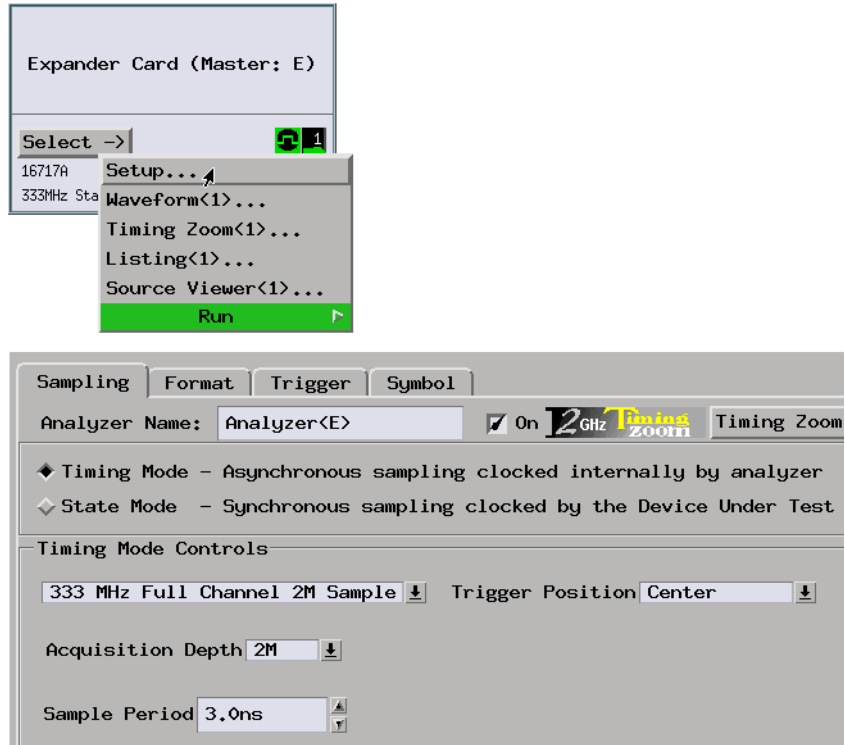 Expander Card (Master: E)
Select ->
1
16717A
Setup...
333MHz Sta
Waveform<1>...
Timing Zoom<1>...
Listing<1>...
Source Viewer<1>...
Run
Sampling Format Trigger Symbol
Analyzer Name: Analyzer<E> On 2GHz Timing Zoom Timing Zoom
Timing Mode - Asynchronous sampling clocked internally by analyzer
State Mode - Synchronous sampling clocked by the Device Under Test
Timing Mode Controls
333 MHz Full Channel 2M Sample Trigger Position Center
Acquisition Depth 2M
Sample Period 3.0ns